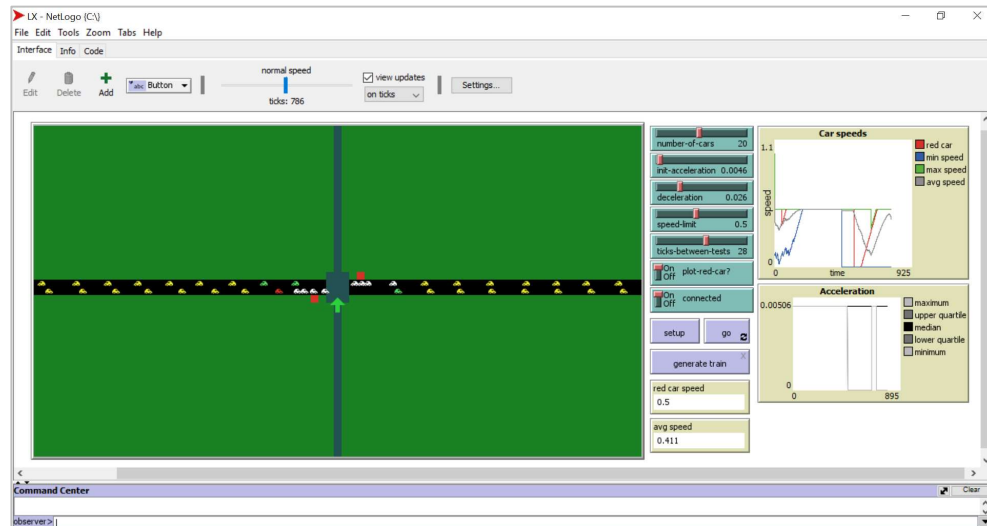 LX - NetLogo {C:\}
File Edit Tools Zoom Tabs Help
Interface Info Code
Edit Delete Add
abc Button
normal speed
ticks: 786
view updates
on ticks
Settings...
number-of-cars 20
init-acceleration 0.0046
deceleration 0.026
speed-limit 0.5
ticks-between-tests 28
On
Off
plot-red-car?
On
Off
connected
setup
go
generate train X
red car speed
0.5
avg speed
0.411
Car speeds
1.1
speed
0
0 time 925
red car
min speed
max speed
avg speed
Acceleration
0.00506
0
0 895
maximum
upper quartile
median
lower quartile
minimum
Command Center
Clear
observer>